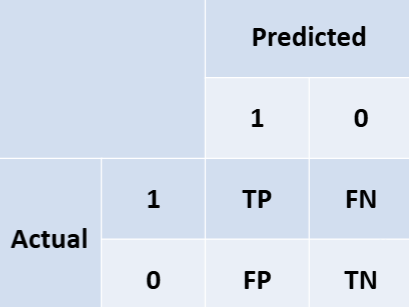 Predicted
1 0
1 TP FN
Actual
0 FP TN